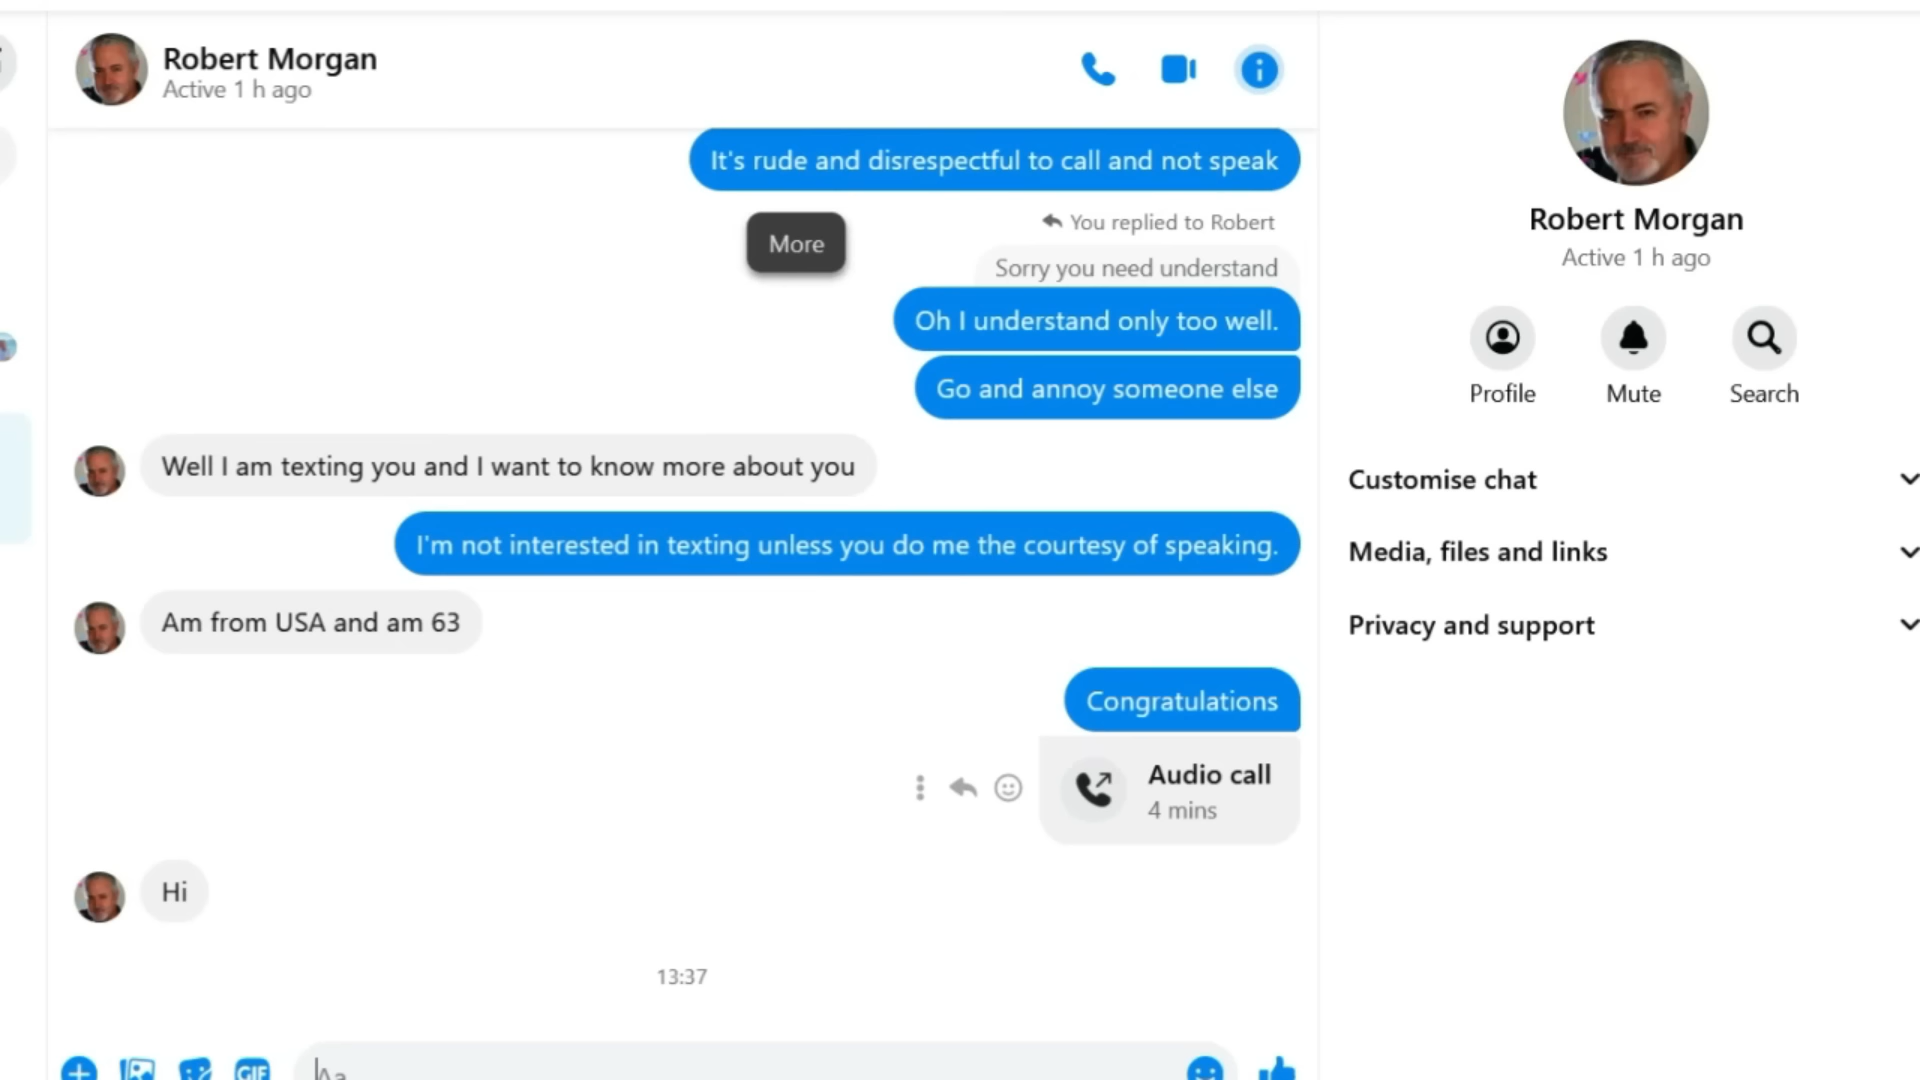 Robert Morgan
Active 1 h ago
It's rude and disrespectful to call and not speak
More
You replied to Robert
Sorry you need understand
Oh I understand only too well.
Go and annoy someone else
Well I am texting you and I want to know more about you
I'm not interested in texting unless you do me the courtesy of speaking.
Am from USA and am 63
Congratulations
Audio call
4 mins
Hi
13:37
GIF
Aa
Robert Morgan
Active 1 h ago
Profile
Mute
Search
Customise chat
Media, files and links
Privacy and support